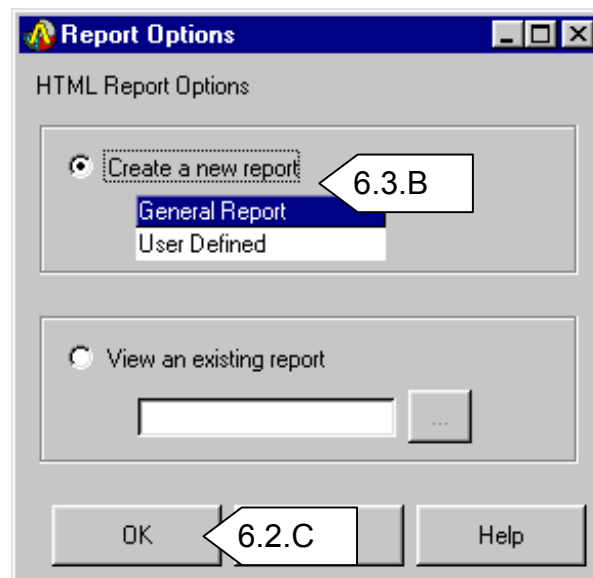 Report Options
HTML Report Options
Create a new report
6.3.B
General Report
User Defined
View an existing report
...
OK
6.2.C
Help